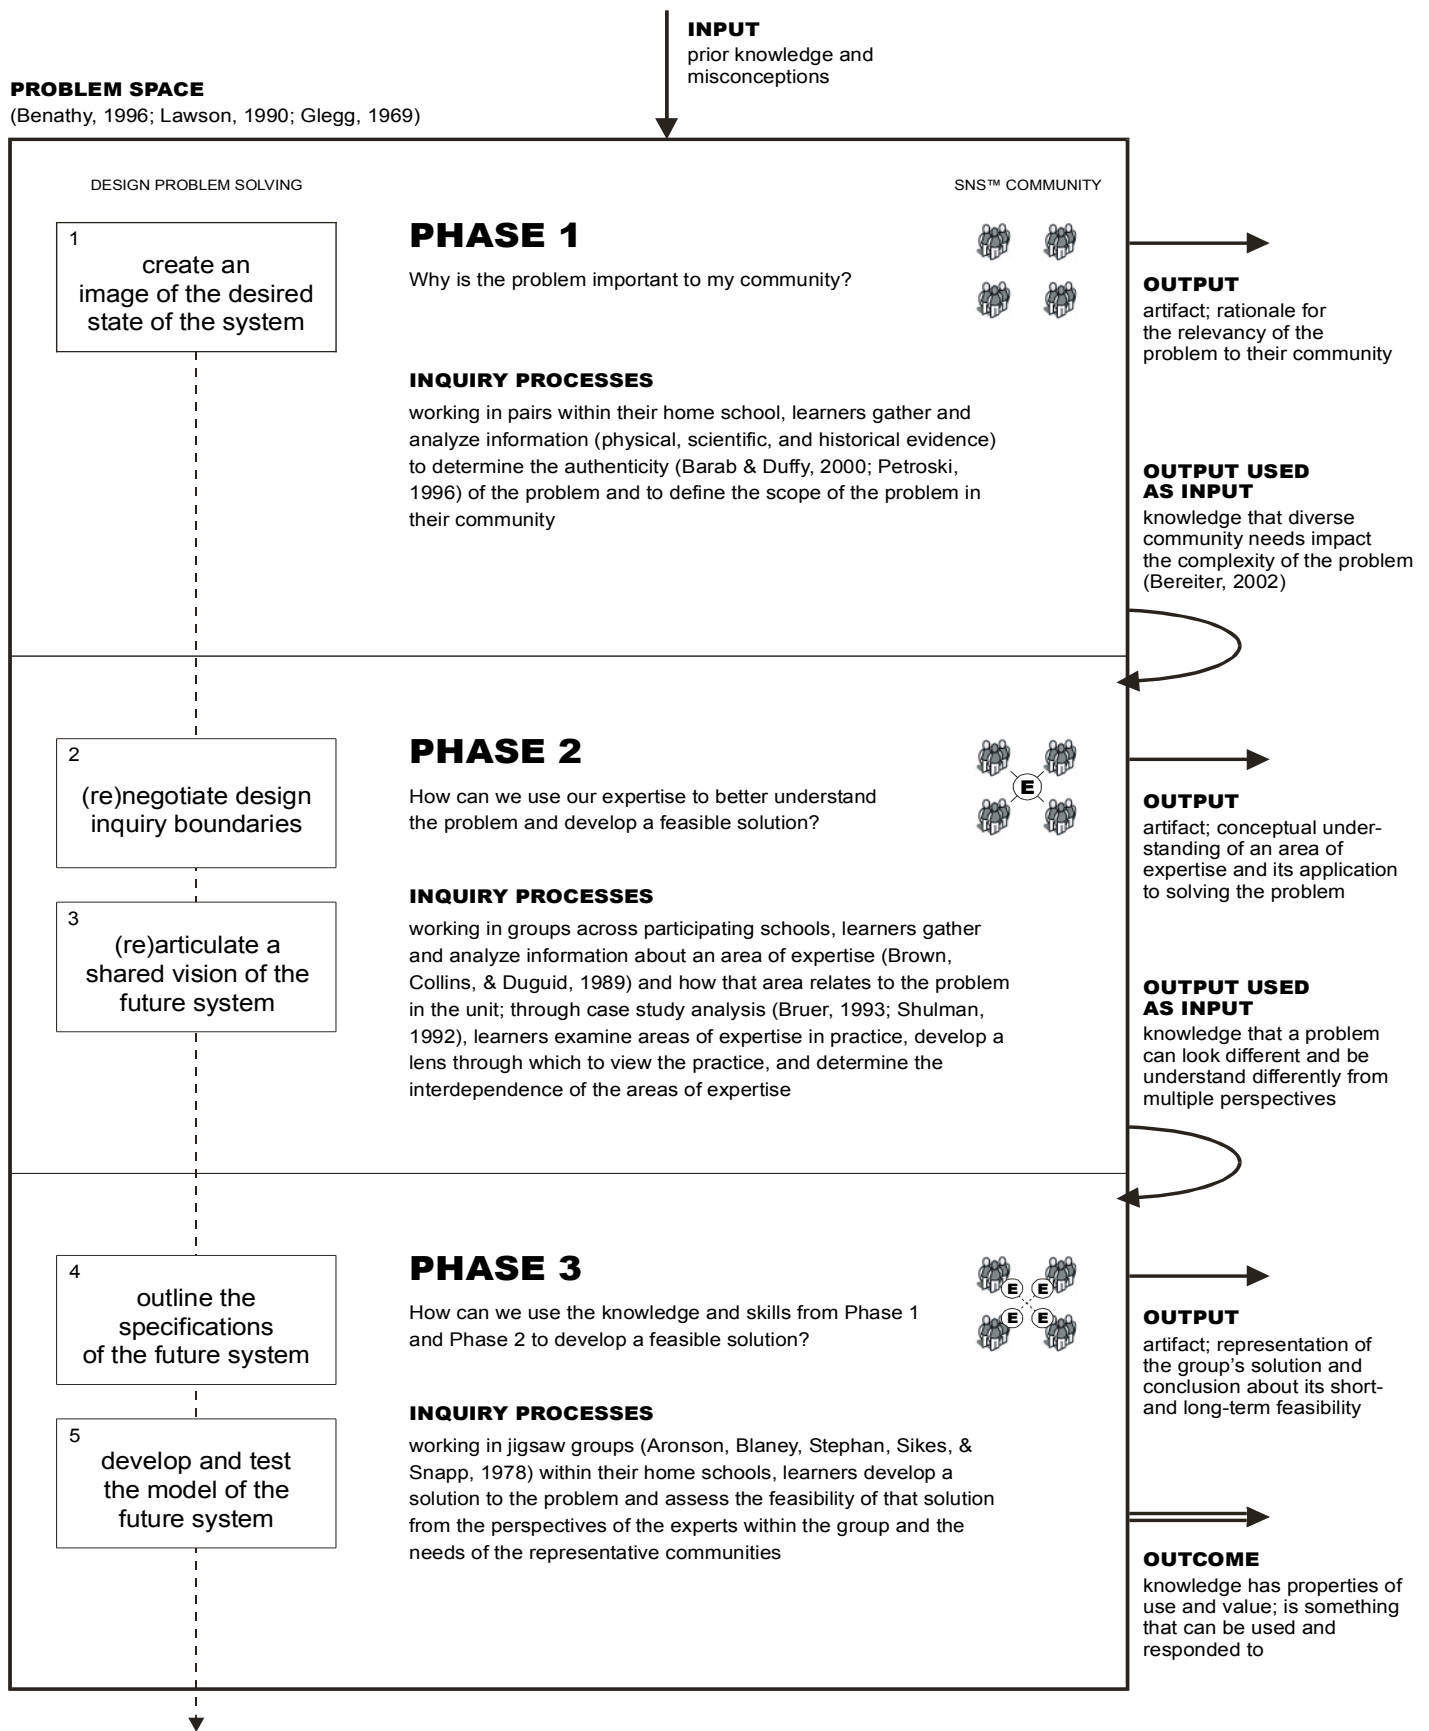 INPUT
prior knowledge and
misconceptions
PROBLEM SPACE
(Benathy, 1996; Lawson, 1990; Glegg, 1969)
DESIGN PROBLEM SOLVING
SNS™ COMMUNITY
1
create an
image of the desired
state of the system
PHASE 1
Why is the problem important to my community?
INQUIRY PROCESSES
working in pairs within their home school, learners gather and
analyze information (physical, scientific, and historical evidence)
to determine the authenticity (Barab & Duffy, 2000; Petroski,
1996) of the problem and to define the scope of the problem in
their community
OUTPUT
artifact; rationale for
the relevancy of the
problem to their community
OUTPUT USED
AS INPUT
knowledge that diverse
community needs impact
the complexity of the problem
(Bereiter, 2002)
2
(re)negotiate design
inquiry boundaries
3
(re)articulate a
shared vision of the
future system
PHASE 2
How can we use our expertise to better understand
the problem and develop a feasible solution?
E
INQUIRY PROCESSES
working in groups across participating schools, learners gather
and analyze information about an area of expertise (Brown,
Collins, & Duguid, 1989) and how that area relates to the problem
in the unit; through case study analysis (Bruer, 1993; Shulman,
1992), learners examine areas of expertise in practice, develop a
lens through which to view the practice, and determine the
interdependence of the areas of expertise
OUTPUT
artifact; conceptual under-
standing of an area of
expertise and its application
to solving the problem
OUTPUT USED
AS INPUT
knowledge that a problem
can look different and be
understand differently from
multiple perspectives
4
outline the
specifications
of the future system
5
develop and test
the model of the
future system
PHASE 3
How can we use the knowledge and skills from Phase 1
and Phase 2 to develop a feasible solution?
E E
E E
INQUIRY PROCESSES
working in jigsaw groups (Aronson, Blaney, Stephan, Sikes, &
Snapp, 1978) within their home schools, learners develop a
solution to the problem and assess the feasibility of that solution
from the perspectives of the experts within the group and the
needs of the representative communities
OUTPUT
artifact; representation of
the group's solution and
conclusion about its short-
and long-term feasibility
OUTCOME
knowledge has properties of
use and value; is something
that can be used and
responded to